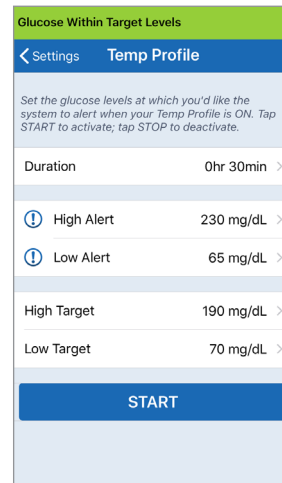 Glucose Within Target Levels
Settings Temp Profile
Set the glucose levels at which you'd like the
system to alert when your Temp Profile is ON. Tap
START to activate; tap STOP to deactivate.
Duration 0hr 30min
High Alert 230 mg/dL
Low Alert 65 mg/dL
High Target 190 mg/dL
Low Target 70 mg/dL
START